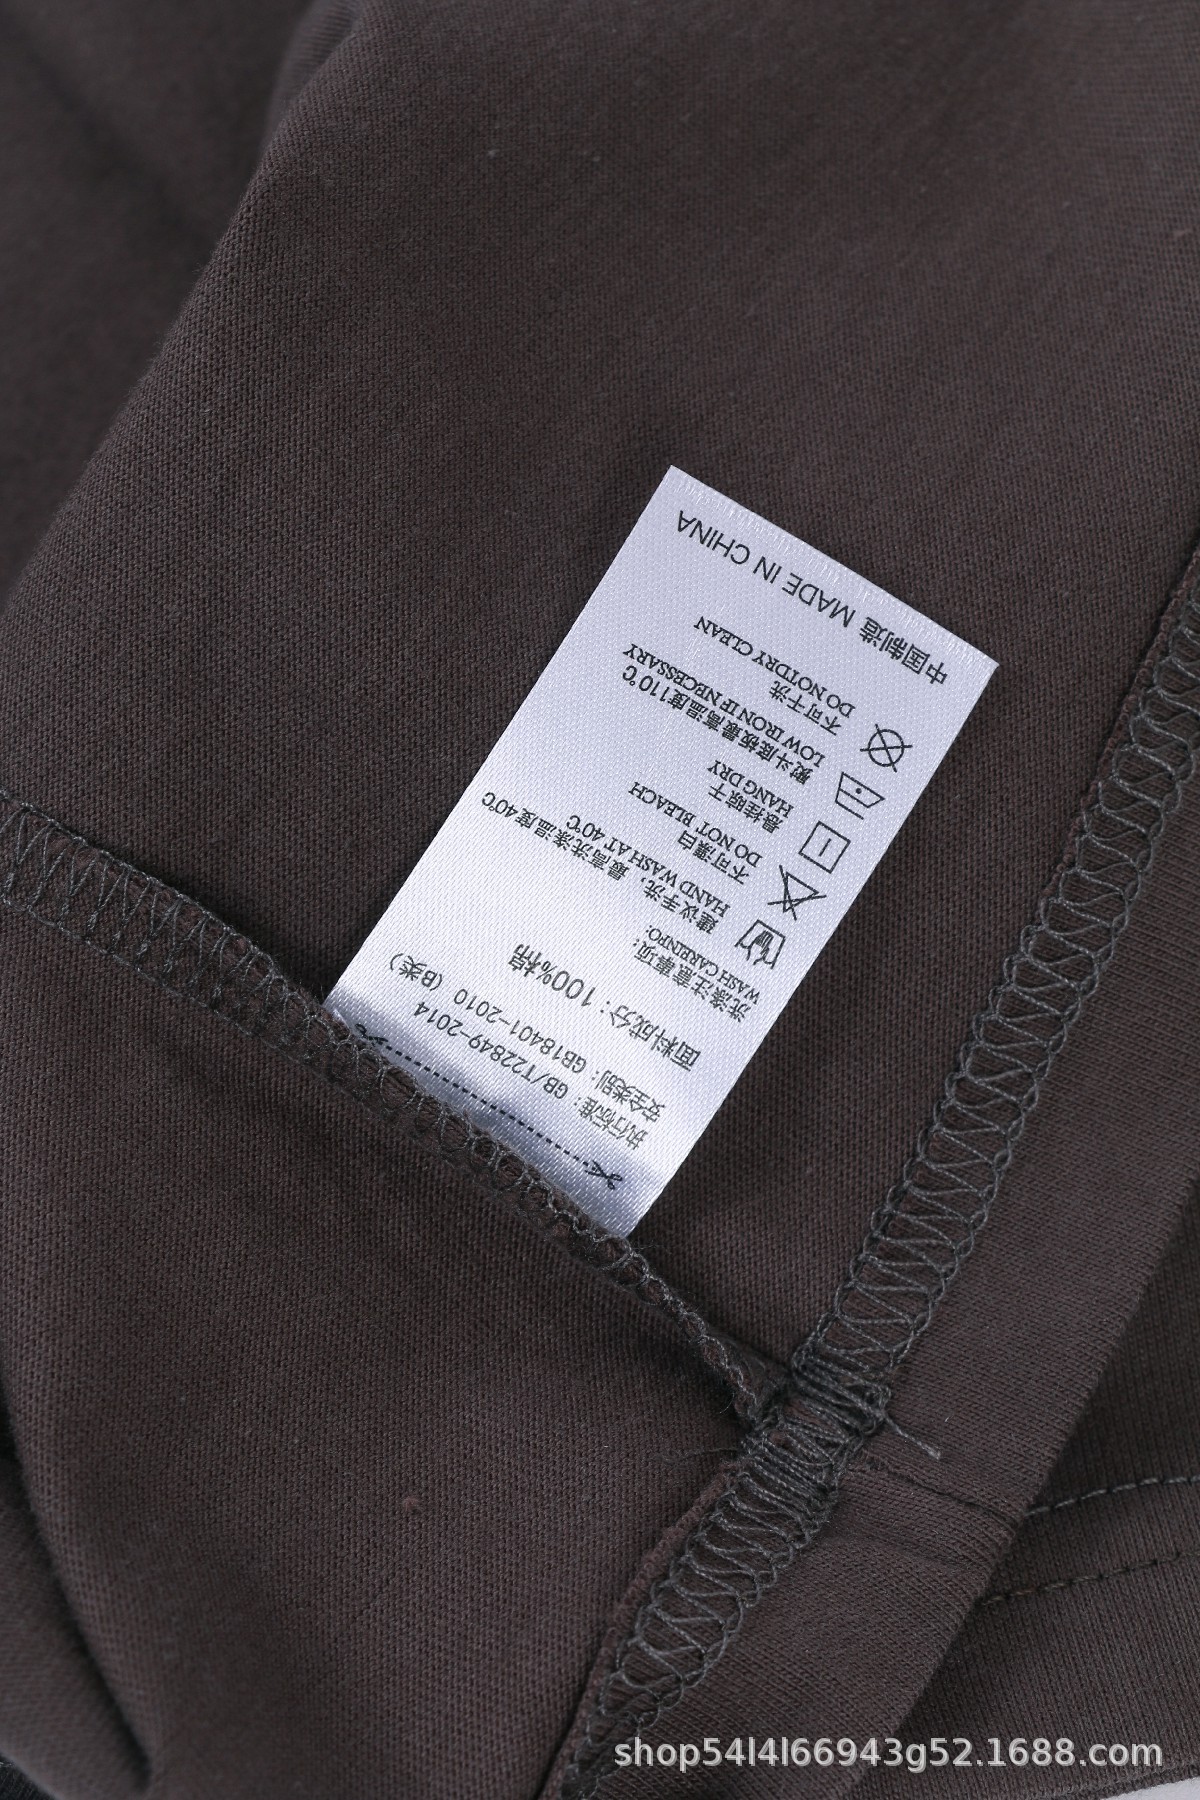 执行标准：GB/T22849-2014
安全类别：GB18401-2010（B类）
面料成分：100%棉
洗涤注意事项:
WASH CAREINFO:
建议手洗，最高洗涤温度40℃
HAND WASH AT 40℃
不可漂白
DO NOT BLEACH
悬挂晾干
HANG DRY
熨斗底板最高温度110℃
LOW IRON IF NECESSARY
不可干洗
DO NOTDRY CLEAN
中国制造 MADE IN CHINA
shop54l4l66943g52.1688.com